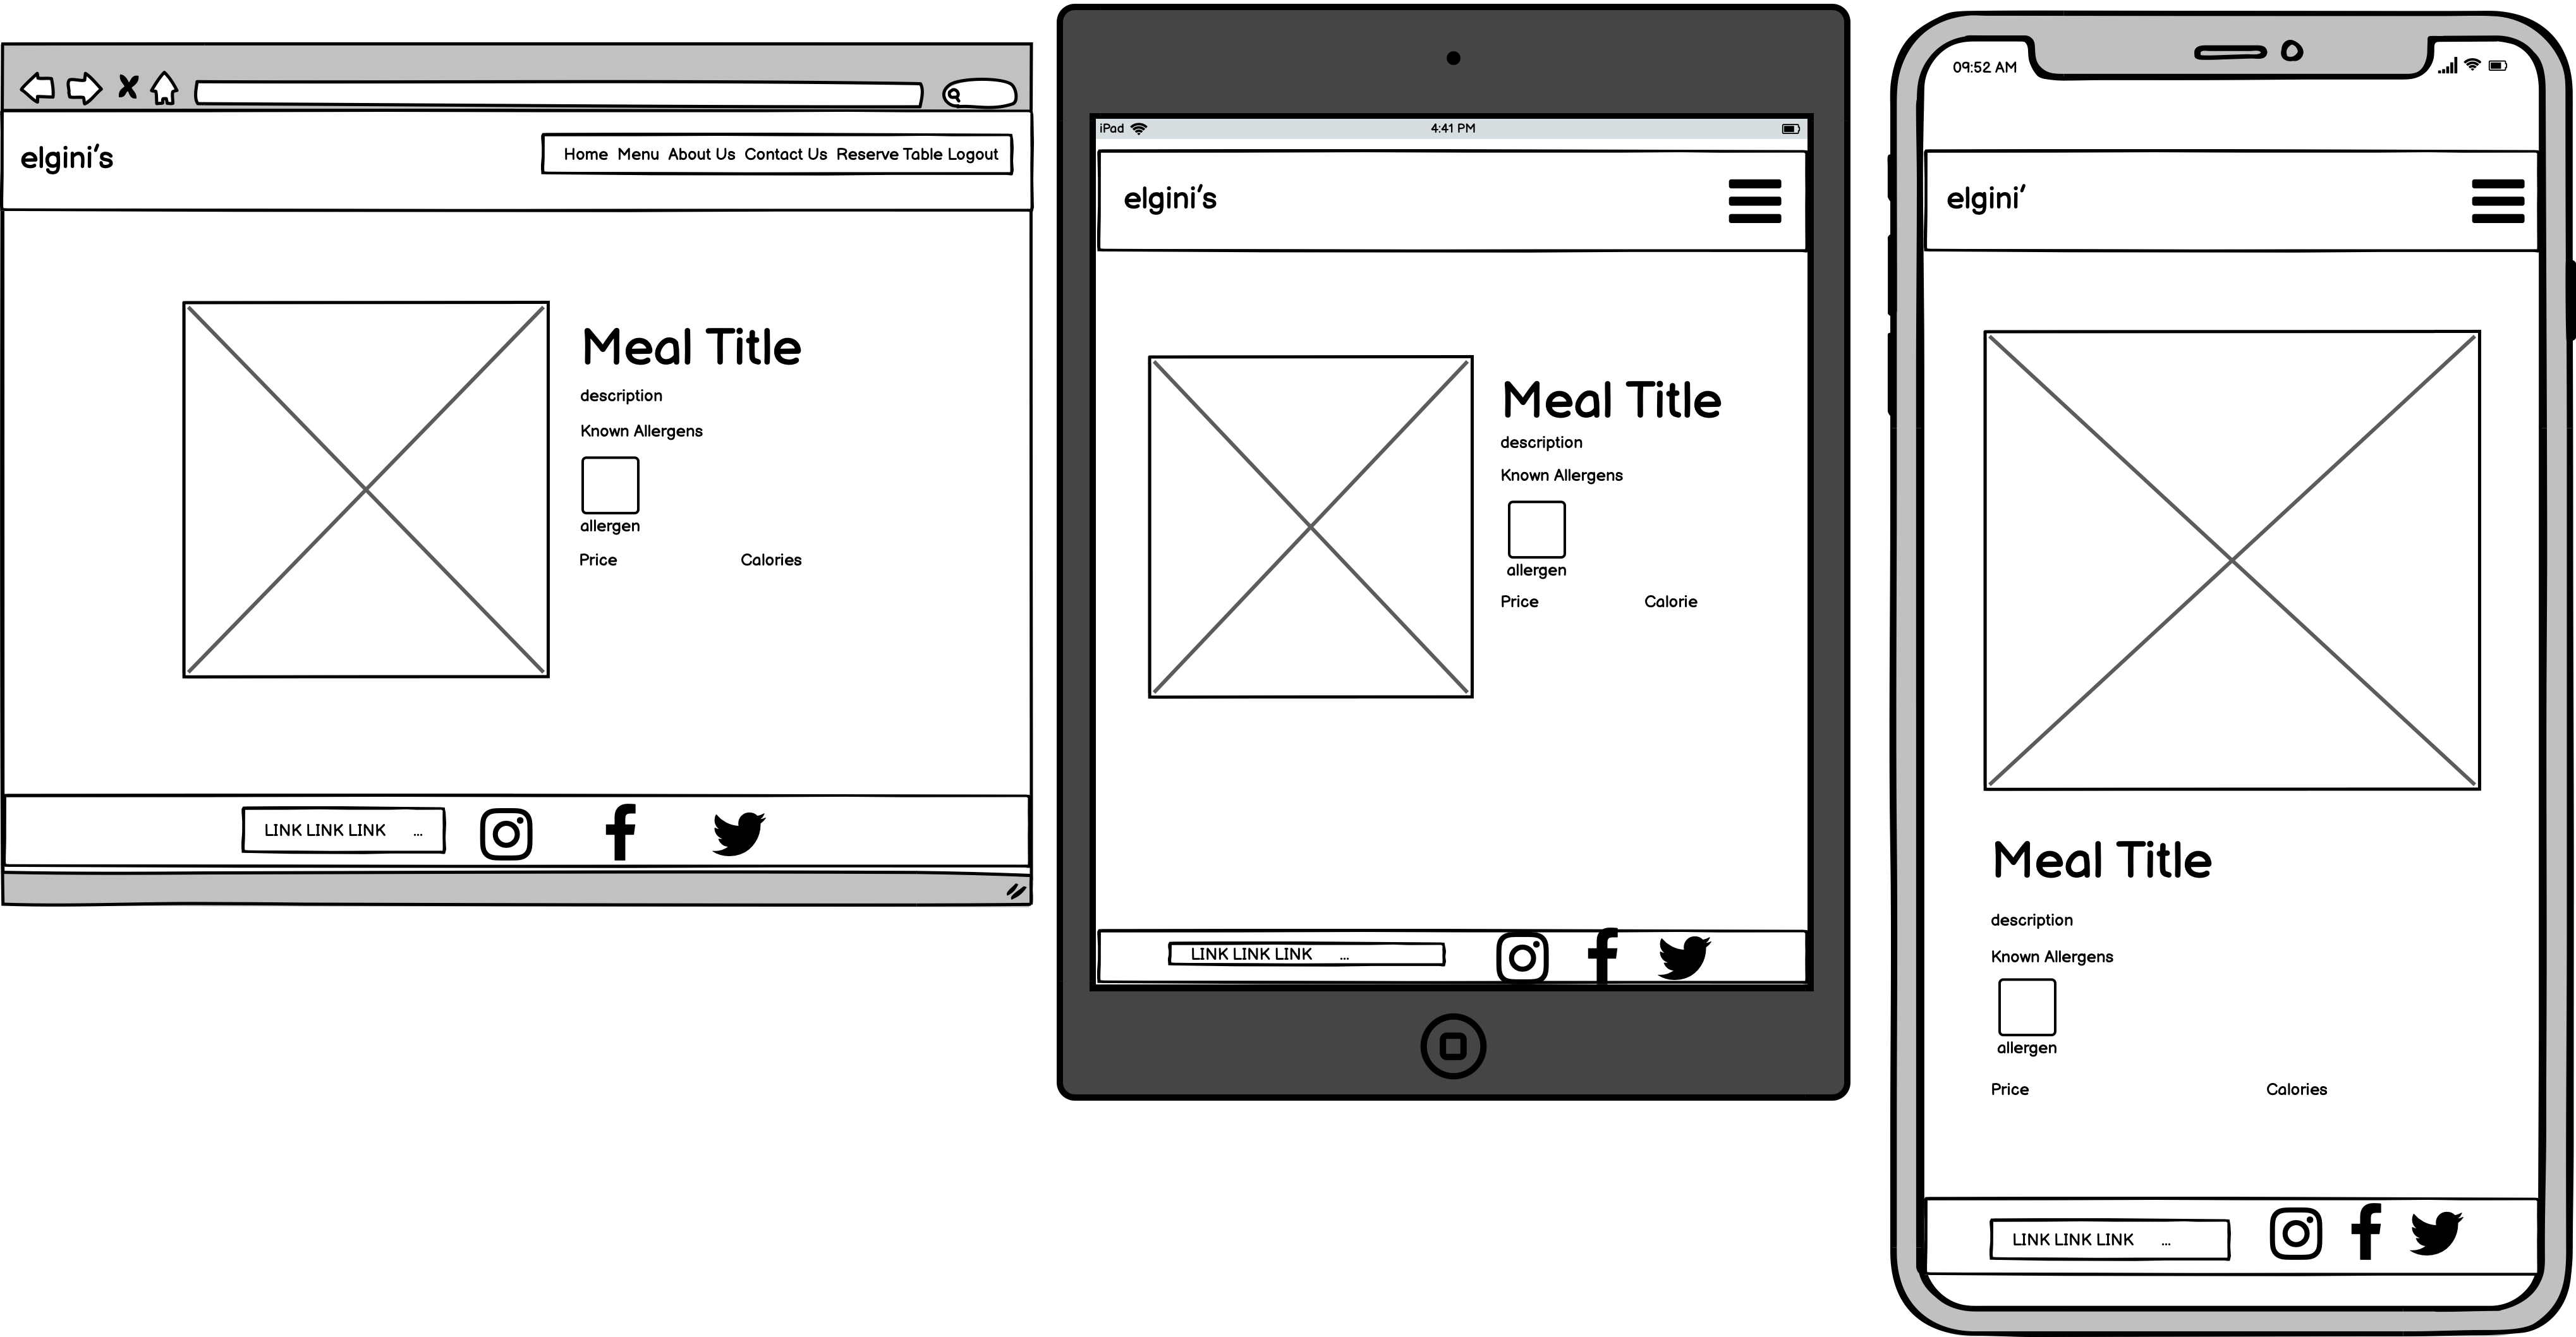 elgini's
Home Menu About Us Contact Us Reserve Table Logout
Meal Title
description
Known Allergens
allergen
Price Calories
LINK LINK LINK ...
iPad 4:41 PM
elgini's
Meal Title
description
Known Allergens
allergen
Price Calorie
LINK LINK LINK ...
09:52 AM
elgini'
Meal Title
description
Known Allergens
allergen
Price Calories
LINK LINK LINK ...